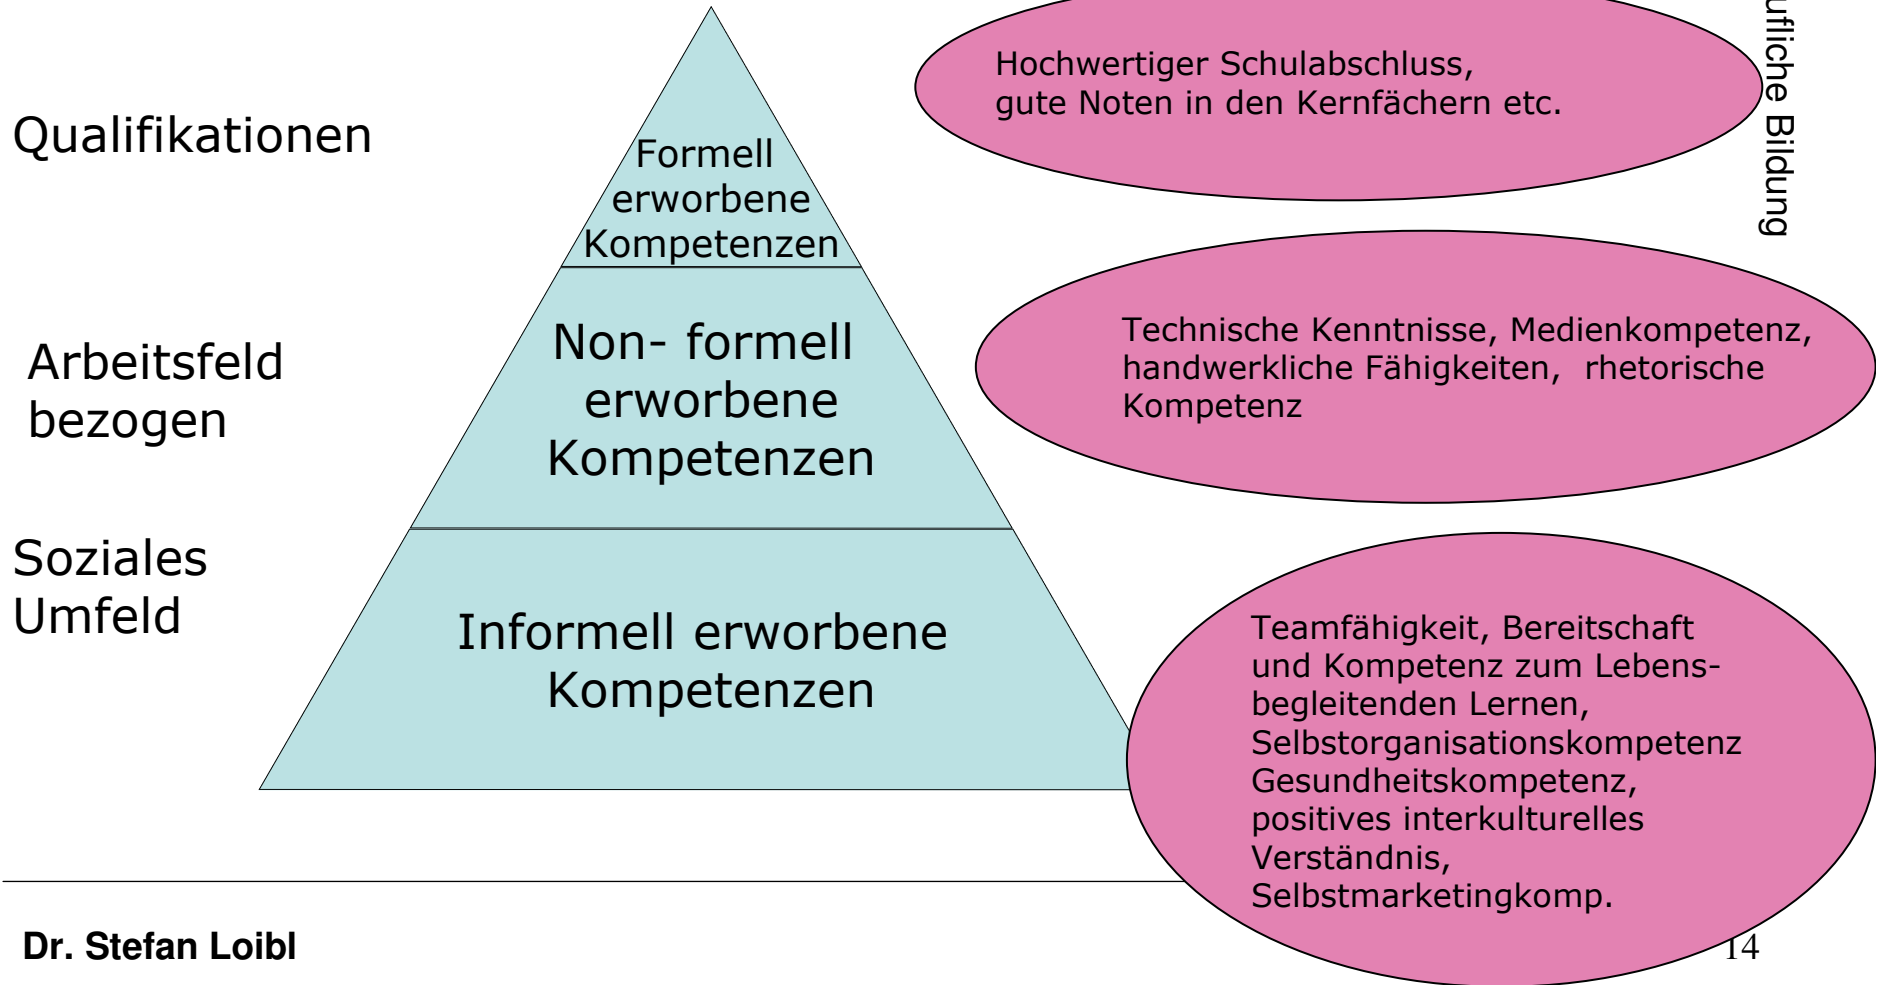 Qualifikationen
Formell
erworbene
Kompetenzen
Hochwertiger Schulabschluss,
gute Noten in den Kernfächern etc.
Arbeitsfeld
bezogen
Non- formell
erworbene
Kompetenzen
Technische Kenntnisse, Medienkompetenz,
handwerkliche Fähigkeiten, rhetorische
Kompetenz
Soziales
Umfeld
Informell erworbene
Kompetenzen
Teamfähigkeit, Bereitschaft
und Kompetenz zum Lebens-
begleitenden Lernen,
Selbstorganisationskompetenz
Gesundheitskompetenz,
positives interkulturelles
Verständnis,
Selbstmarketingkomp.
Bildung
Dr. Stefan Loibl
14